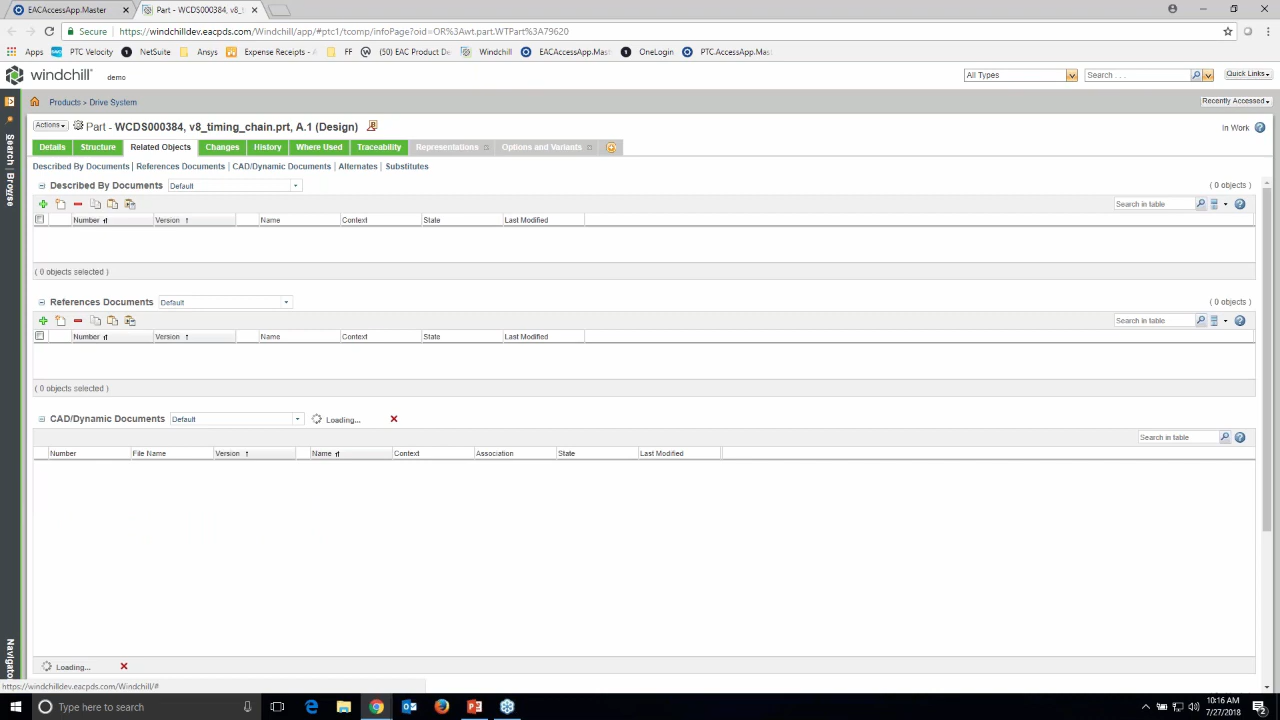 EACAccessApp.Master
Part - WCDS000384, v8_t
Secure
https://windchilldev.eacpds.com/Windchill/app/#ptc1/tcomp/infoPage?oid=OR%3Awt.part.WTPart%3A79620
Apps PTC Velocity NetSuite Ansys Expense Receipts - FF (50) EAC Product De Windchill EACAccessApp.Mast OneLogin PTC.AccessApp.Mast
windchill demo All Types Search . . . Quick Links
Products > Drive System Recently Accessed
Actions Part - WCDS000384, v8_timing_chain.prt, A.1 (Design) In Work
Details Structure Related Objects Changes History Where Used Traceability Representations Options and Variants
Search Browse
Described By Documents References Documents CAD/Dynamic Documents Alternates Substitutes
Described By Documents Default ( 0 objects )
Search in table
Number Version Name Context State Last Modified
( 0 objects selected )
References Documents Default ( 0 objects )
Search in table
Number Version Name Context State Last Modified
( 0 objects selected )
CAD/Dynamic Documents Default Loading...
Search in table
Number File Name Version Name Context Association State Last Modified
Navigato
Loading...
https://windchilldev.eacpds.com/Windchill/#
Type here to search
10:16 AM
7/27/2018
2